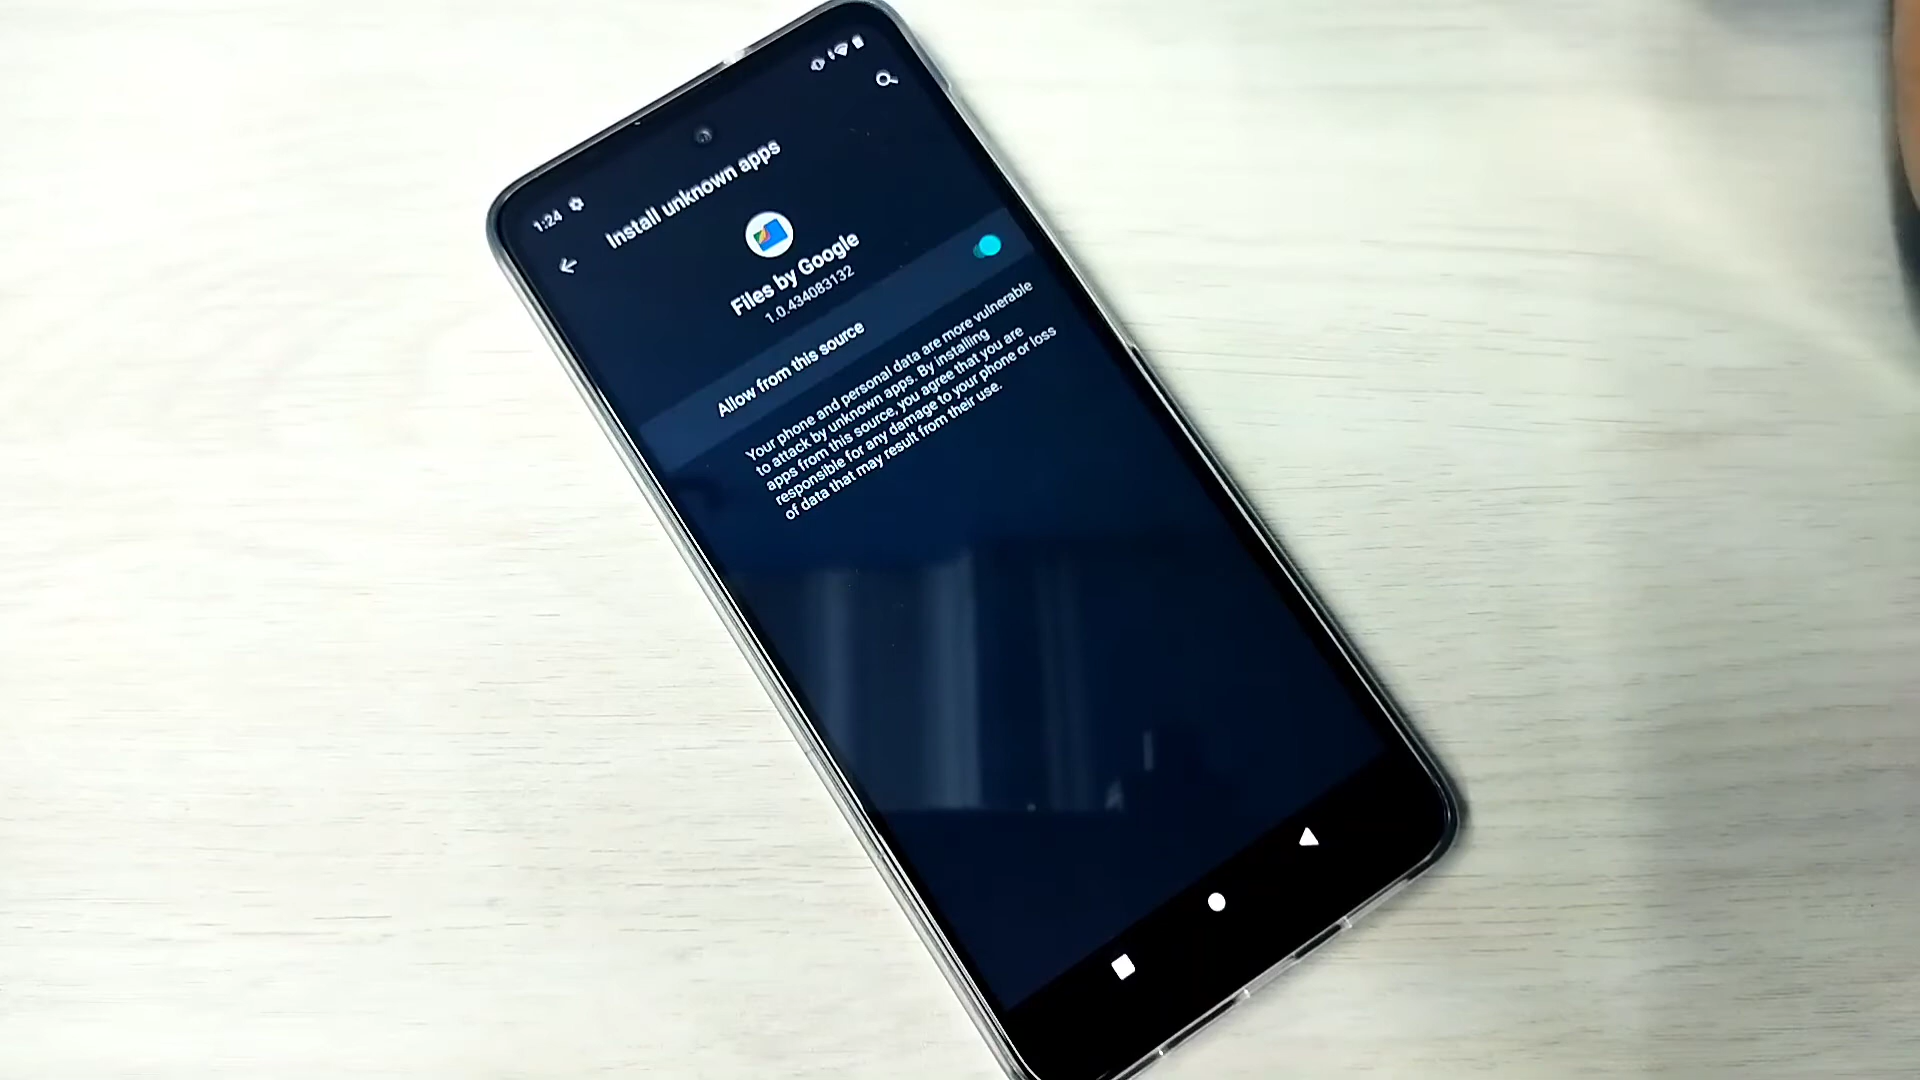 1:24
Install unknown apps
Files by Google
1.0.434083132
Allow from this source
Your phone and personal data are more vulnerable
to attack by unknown apps. By installing
apps from this source, you agree that you are
responsible for any damage to your phone or loss
of data that may result from their use.